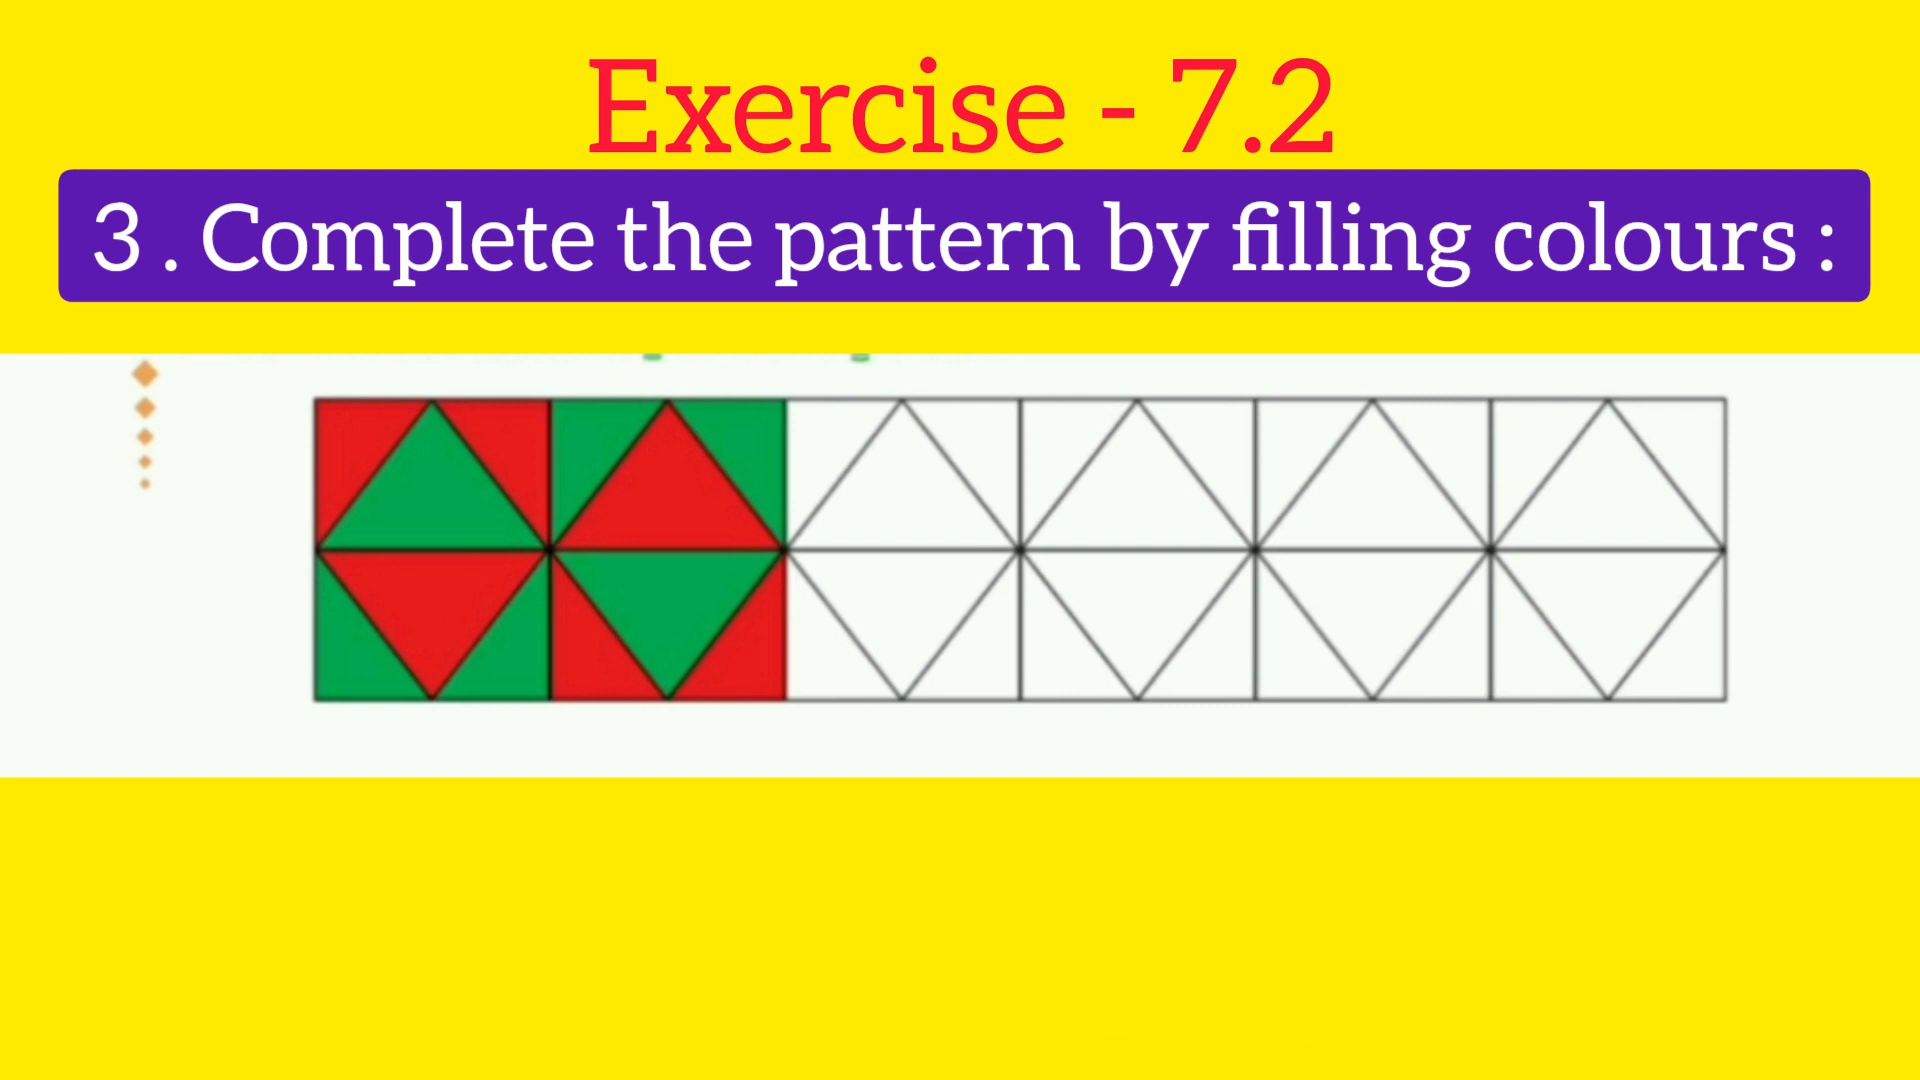 Exercise - 7.2
3 . Complete the pattern by filling colours :